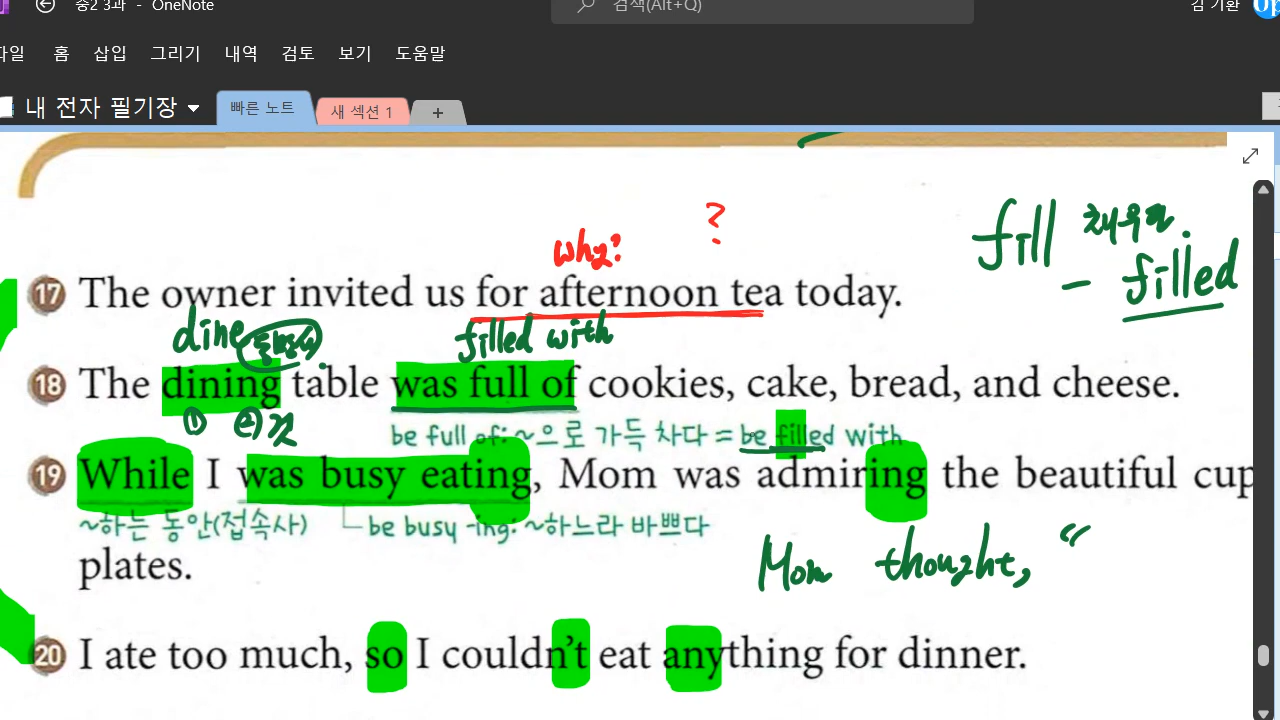 중2 3과 - OneNote
검색(Alt+Q)
김 기환
파일 홈 삽입 그리기 내역 검토 보기 도움말
내 전자 필기장
빠른 노트
새 섹션 1
+
why?
?
fill 채우다.
- filled
17 The owner invited us for afternoon tea today.
dine
filled with
18 The dining table was full of cookies, cake, bread, and cheese.
① ②
be full of: ~으로 가득 차다 = be filled with
19 While I was busy eating, Mom was admiring the beautiful cup
~하는 동안(접속사)
be busy -ing: ~하느라 바쁘다
plates.
Mom thought, “
20 I ate too much, so I couldn't eat anything for dinner.